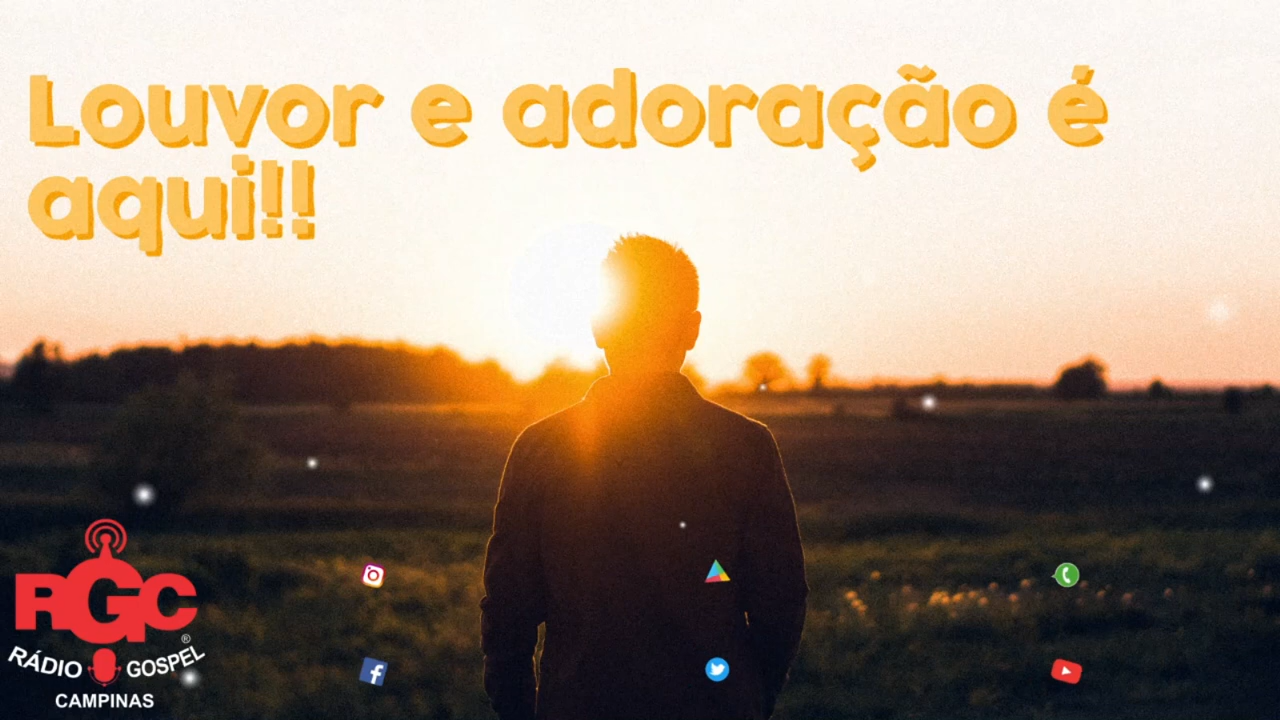 Louvor e adoração é
aqui!!
RGC
®
RÁDIO GOSPEL
CAMPINAS